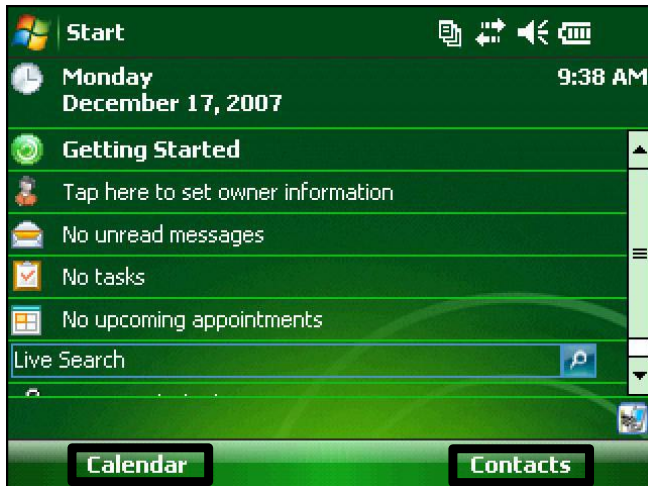 Start
Monday
9:38 AM
December 17, 2007
Getting Started
Tap here to set owner information
No unread messages
No tasks
No upcoming appointments
Live Search
Calendar
Contacts